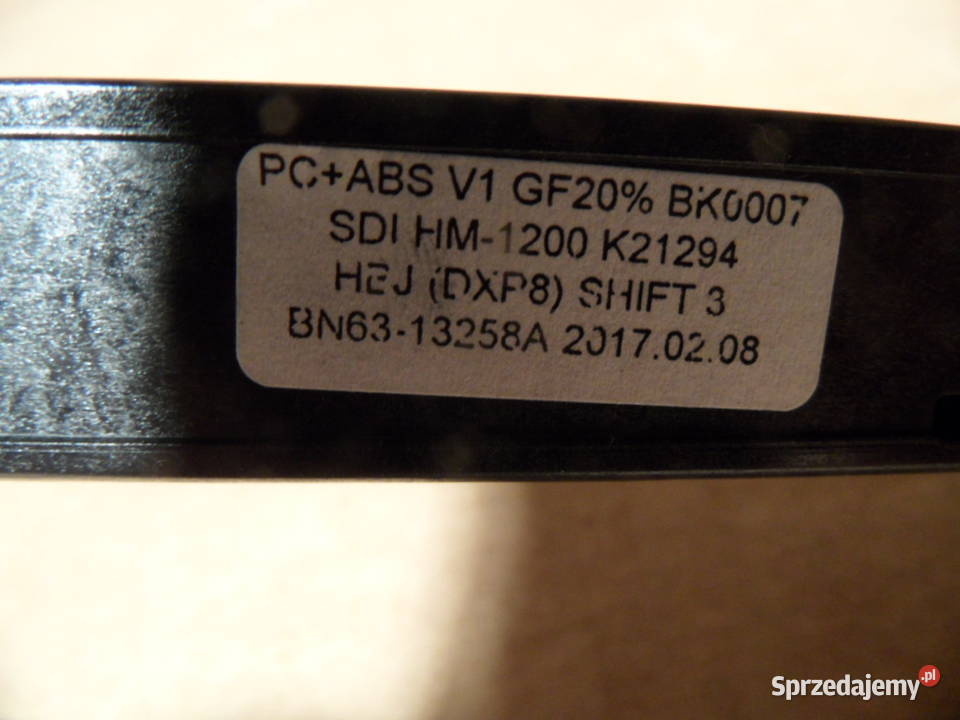 PC+ABS V1 GF20% BK0007
SDI HM-1200 K21294
HEJ (DXP8) SHIFT 3
BN63-13258A 2017.02.08
Sprzedajemy.pl